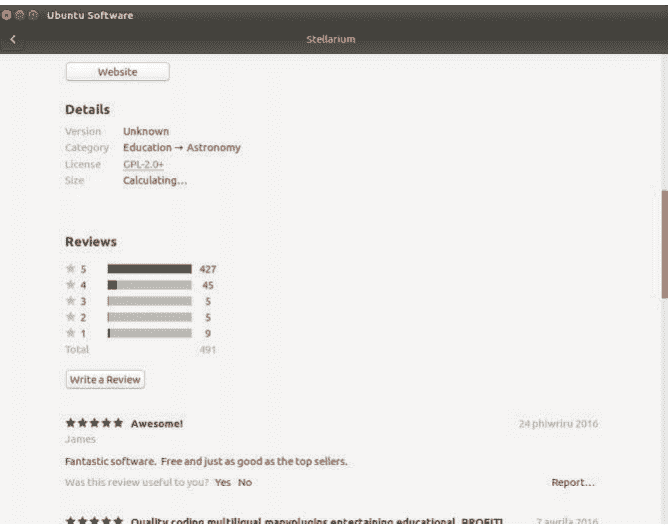 Ubuntu Software
Stellarium
Website
Details
Version Unknown
Category Education → Astronomy
License GPL-2.0+
Size Calculating...
Reviews
★ 5 427
★ 4 45
★ 3 5
★ 2 5
★ 1 9
Total 491
Write a Review
★★★★★ Awesome! 24 phiwriru 2016
James
Fantastic software. Free and just as good as the top sellers.
Was this review useful to you? Yes No Report...
★★★★★ Quality coding multilingual manyplugins entertaining educational PROFIT! 7 awrila 2016